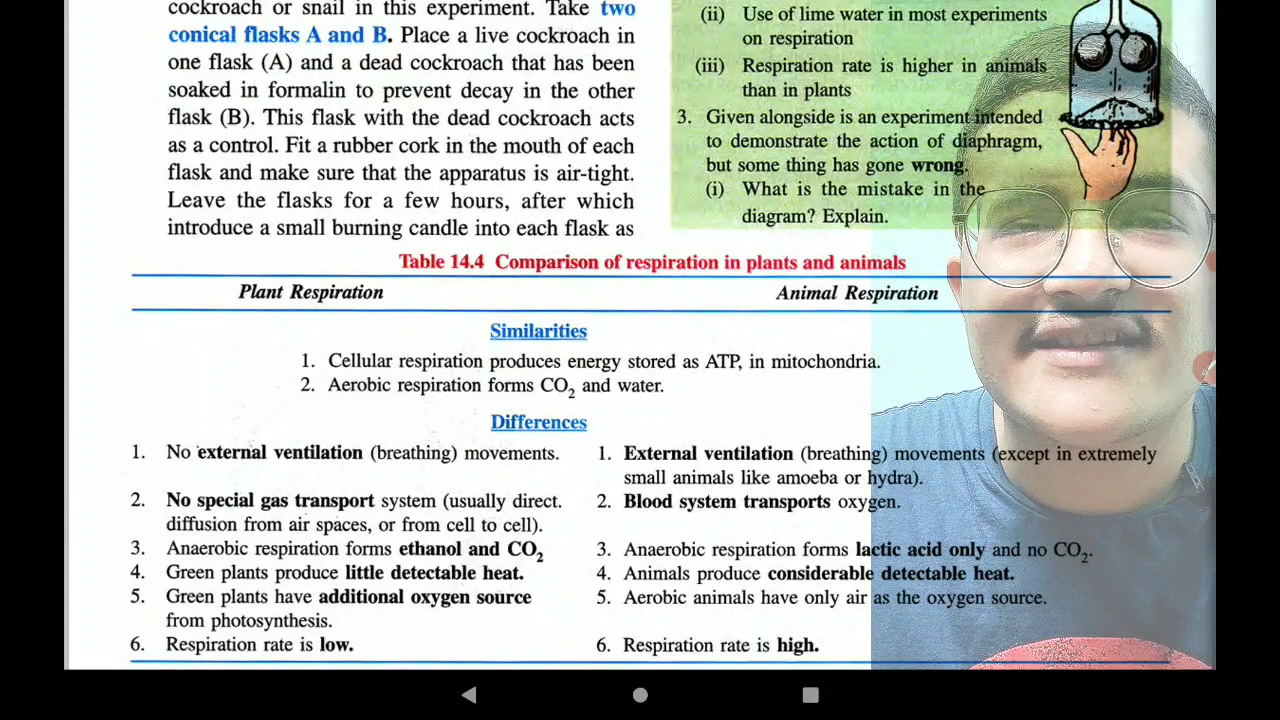 cockroach or snail in this experiment. Take two
conical flasks A and B. Place a live cockroach in
one flask (A) and a dead cockroach that has been
soaked in formalin to prevent decay in the other
flask (B). This flask with the dead cockroach acts
as a control. Fit a rubber cork in the mouth of each
flask and make sure that the apparatus is air-tight.
Leave the flasks for a few hours, after which
introduce a small burning candle into each flask as
(ii) Use of lime water in most experiments
on respiration
(iii) Respiration rate is higher in animals
than in plants
3. Given alongside is an experiment intended
to demonstrate the action of diaphragm,
but some thing has gone wrong.
(i) What is the mistake in the
diagram? Explain.
Table 14.4 Comparison of respiration in plants and animals
Plant Respiration Animal Respiration
Similarities
1. Cellular respiration produces energy stored as ATP, in mitochondria.
2. Aerobic respiration forms CO2 and water.
Differences
1. No external ventilation (breathing) movements.
1. External ventilation (breathing) movements (except in extremely
small animals like amoeba or hydra).
2. No special gas transport system (usually direct.
diffusion from air spaces, or from cell to cell).
2. Blood system transports oxygen.
3. Anaerobic respiration forms ethanol and CO2
3. Anaerobic respiration forms lactic acid only and no CO2.
4. Green plants produce little detectable heat.
4. Animals produce considerable detectable heat.
5. Green plants have additional oxygen source
from photosynthesis.
5. Aerobic animals have only air as the oxygen source.
6. Respiration rate is low.
6. Respiration rate is high.